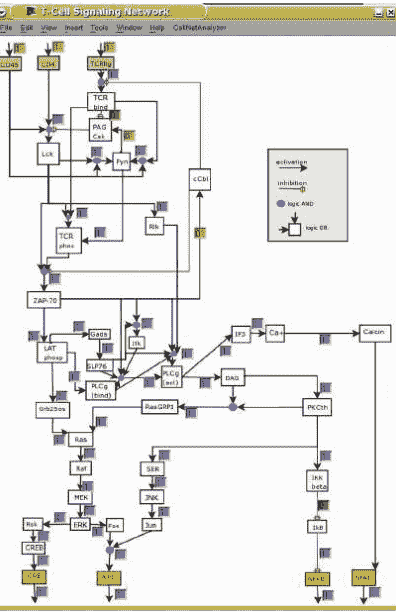 T-Cell Signaling Network
File Edit View Insert Tools Window Help CellNetAnalyzer
CD45
CD4
TCRlig
TCR
bind
PAG
Csk
Lck
Fyn
cCbl
activation
inhibition
logic AND
logic OR
TCR
phos
Rlk
ZAP-70
LAT
phosp
Gads
Itk
SLP76
PLCg
(bind)
PLCg
(act)
IP3
Ca+
Calcin
DAG
Grb2Sos
RasGRP1
PKCth
Ras
Raf
MEK
ERK
Rsk
Fos
CREB
CRE
AP1
SEK
JNK
Jun
IKK
beta
IkB
NFkB
NFAT